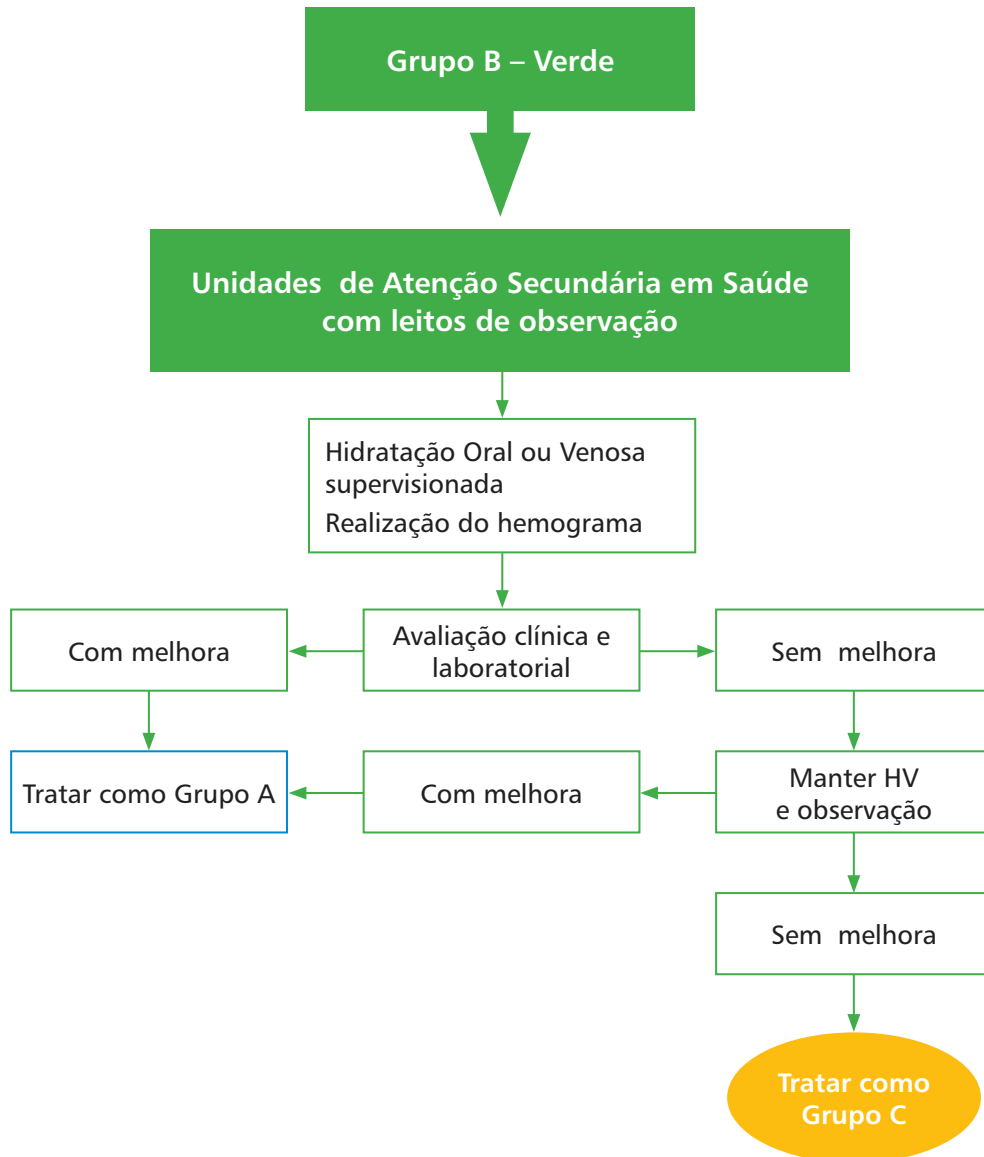 Grupo B – Verde
Unidades de Atenção Secundária em Saúde
com leitos de observação
Hidratação Oral ou Venosa
supervisionada
Realização do hemograma
Com melhora
Avaliação clínica e
laboratorial
Sem melhora
Tratar como Grupo A
Com melhora
Manter HV
e observação
Sem melhora
Tratar como
Grupo C